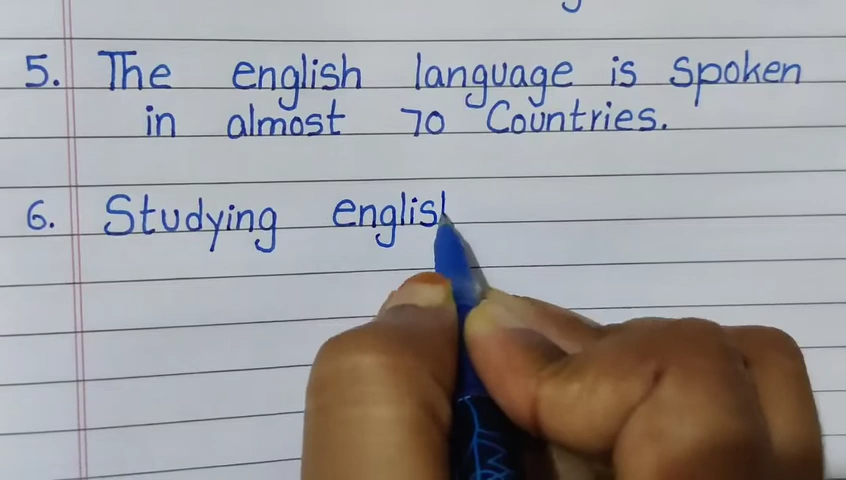 5. The english language is spoken
in almost 70 Countries.
6. Studying englis